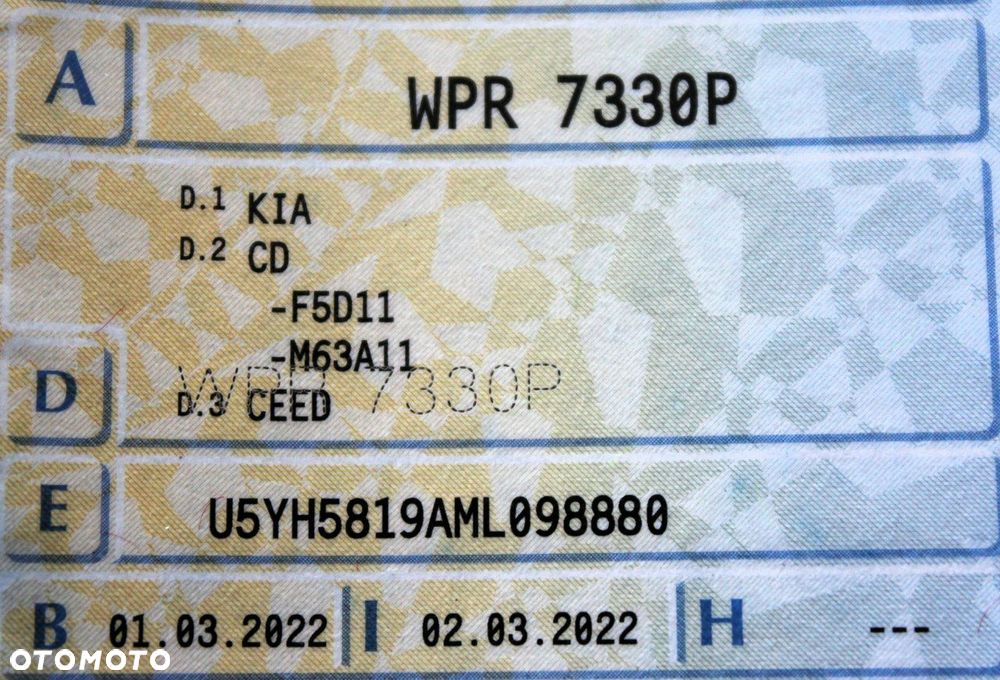 A WPR 7330P
D.1 KIA
D.2 CD
-F5D11
-M63A11
WPR 7330P
D D.3 CEED
E U5YH5819AML098880
B 01.03.2022 I 02.03.2022 H ---
OTOMOTO